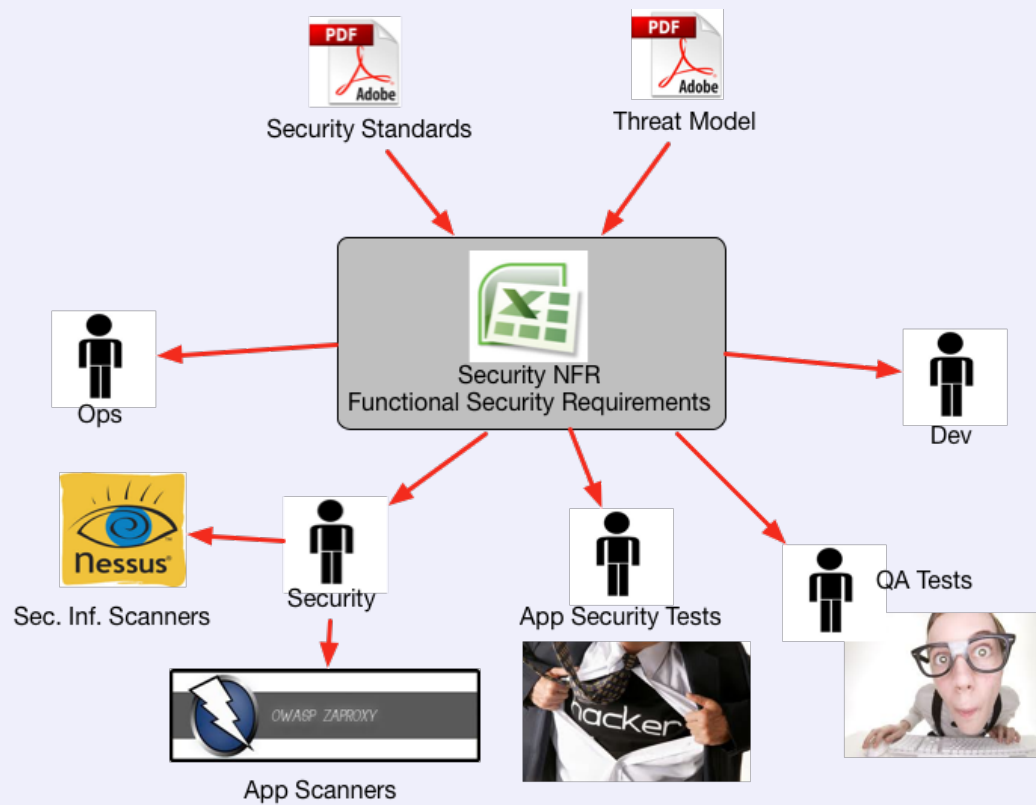 PDF
Adobe
Security Standards
PDF
Adobe
Threat Model
Security NFR
Functional Security Requirements
Ops
Dev
Nessus
Sec. Inf. Scanners
Security
App Security Tests
QA Tests
hacker
OWASP ZAPROXY
App Scanners